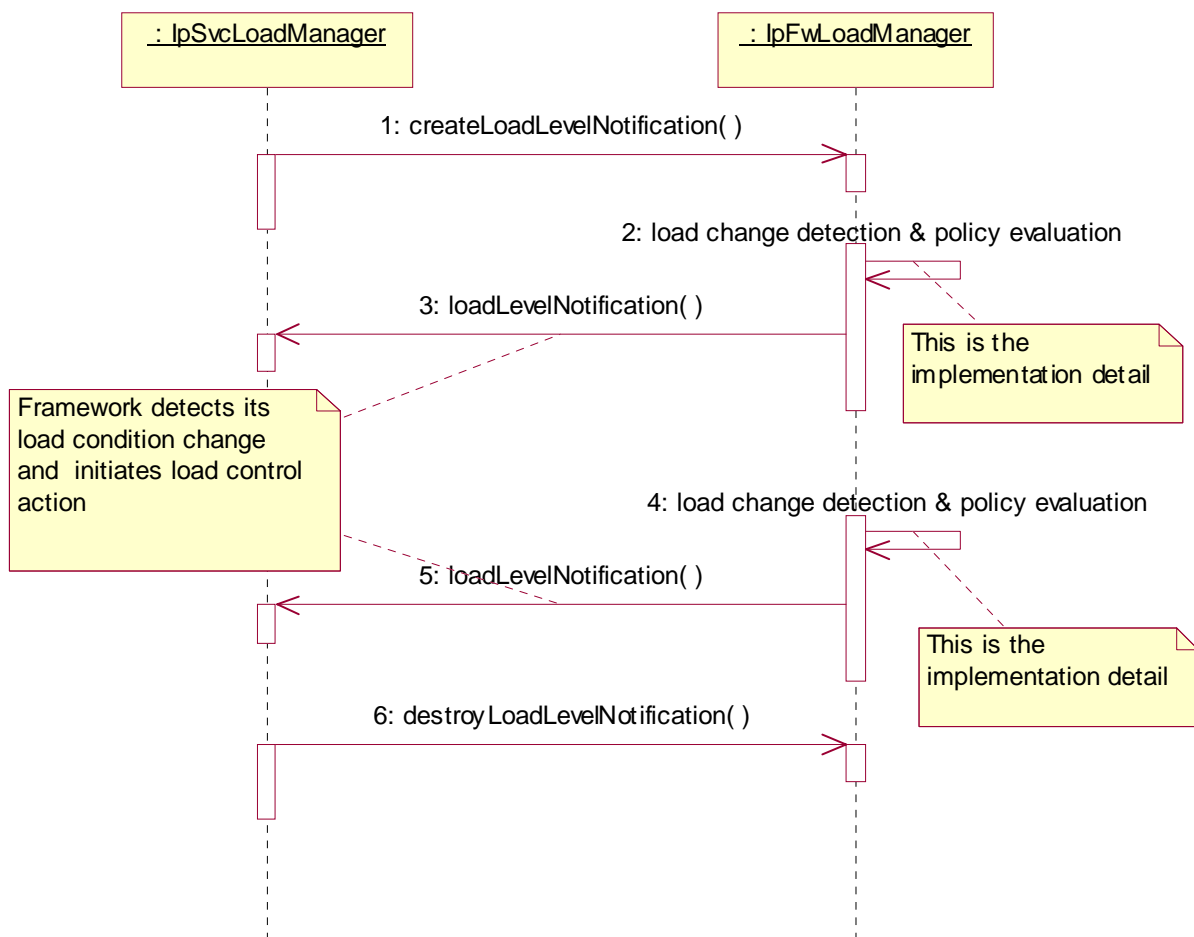 : IpSvcLoadManager
: IpFwLoadManager
1: createLoadLevelNotification( )
2: load change detection & policy evaluation
3: loadLevelNotification( )
This is the
implementation detail
Framework detects its
load condition change
and initiates load control
action
4: load change detection & policy evaluation
5: loadLevelNotification( )
This is the
implementation detail
6: destroyLoadLevelNotification( )